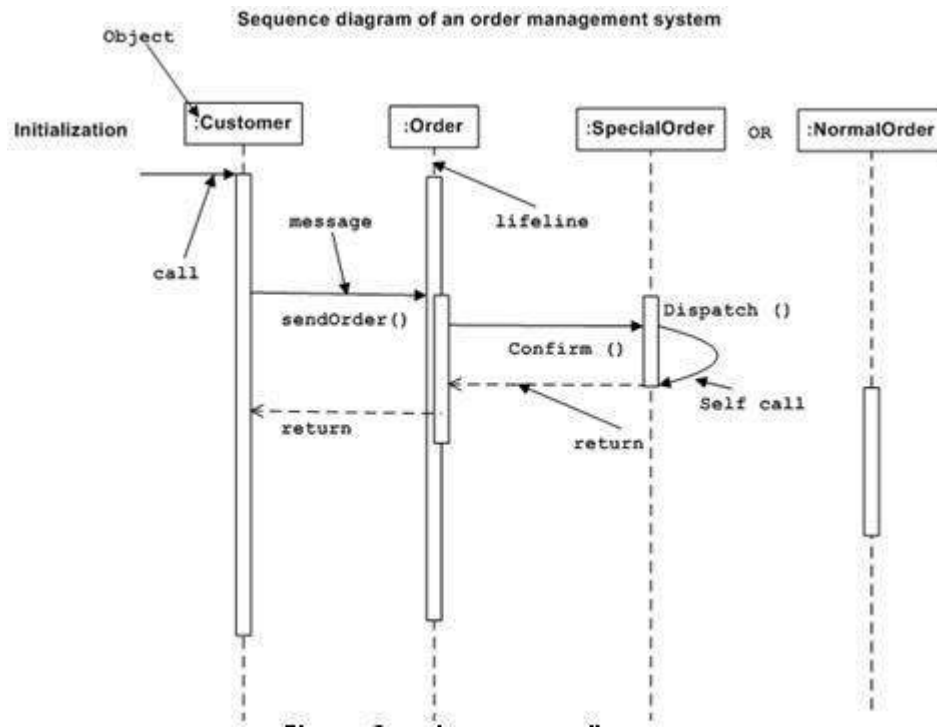 Sequence diagram of an order management system
Object
Initialization
:Customer
:Order
:SpecialOrder
OR
:NormalOrder
message
lifeline
call
sendOrder()
Dispatch ()
Confirm ()
Self call
return
return